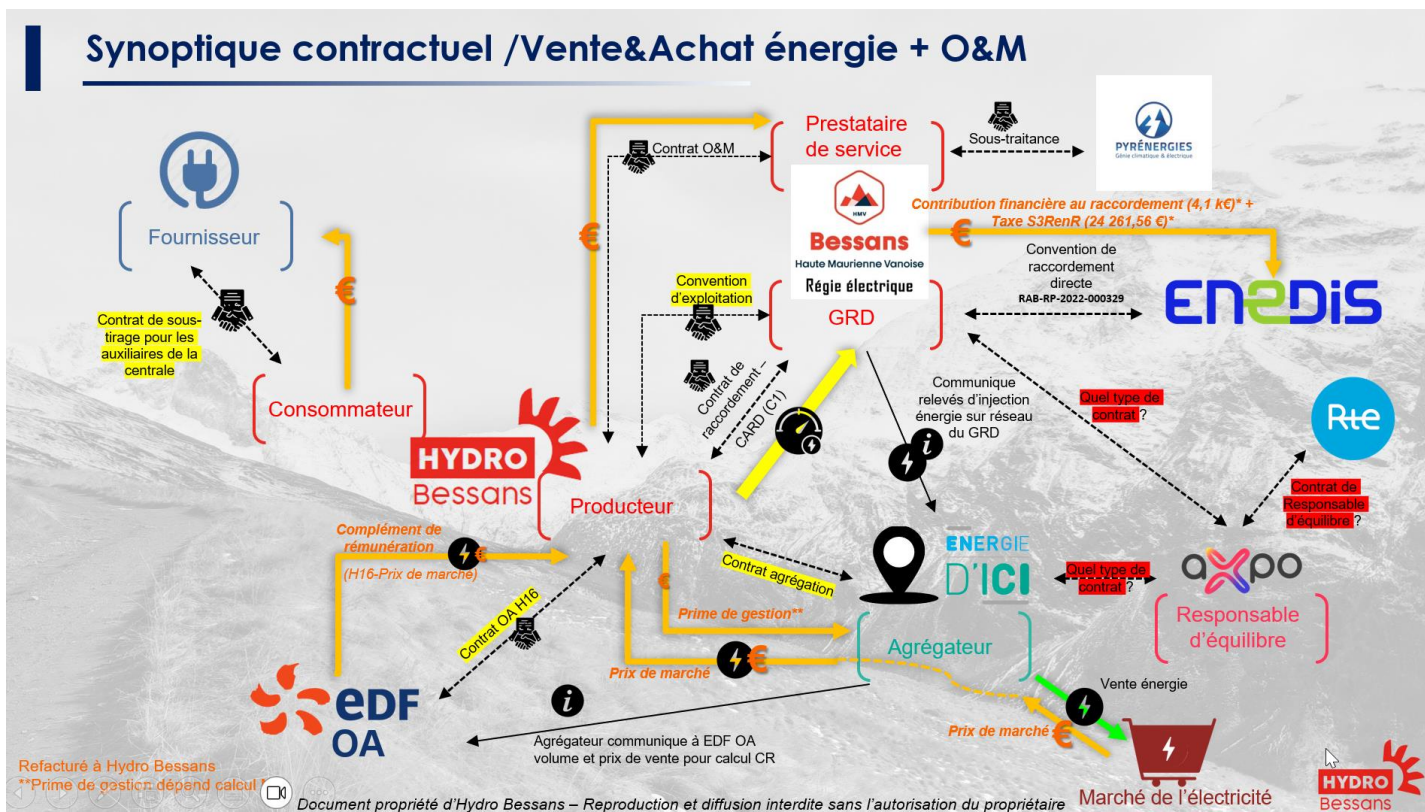 Synoptique contractuel /Vente&Achat énergie + O&M
Prestataire
de service
Contrat O&M
Sous-traitance
PYRÉNERGIES
Génie climatique & électrique
Fournisseur
HMV
Bessans
Haute Maurienne Vanoise
Régie électrique
GRD
Contribution financière au raccordement (4,1 k€)* +
Taxe S3RenR (24 261,56 €)*
€
€
€
Convention de
raccordement
directe
RAB-RP-2022-000329
ENEDIS
Convention
d'exploitation
Contrat de sous-
tirage pour les
auxiliaires de la
centrale
Contrat de
raccordement –
CARD (C1)
Communique
relevés d'injection
énergie sur réseau
du GRD
Quel type de
contrat ?
Rte
Consommateur
HYDRO
Bessans
Producteur
Contrat de
Responsable
d'équilibre ?
Complément de
rémunération
(H16-Prix de marché)
€
€
Contrat agrégation
ENERGIE
D'ICI
Quel type de
contrat ?
axpo
Responsable
d'équilibre
Contrat OA H16
Prime de gestion**
Agrégateur
Prix de marché
€
eDF
OA
i
i
Vente énergie
Agrégateur communique à EDF OA
volume et prix de vente pour calcul CR
Prix de marché
€
Refacturé à Hydro Bessans
**Prime de gestion dépend calcul
Document propriété d'Hydro Bessans – Reproduction et diffusion interdite sans l'autorisation du propriétaire
Marché de l'électricité
HYDRO
Bessans